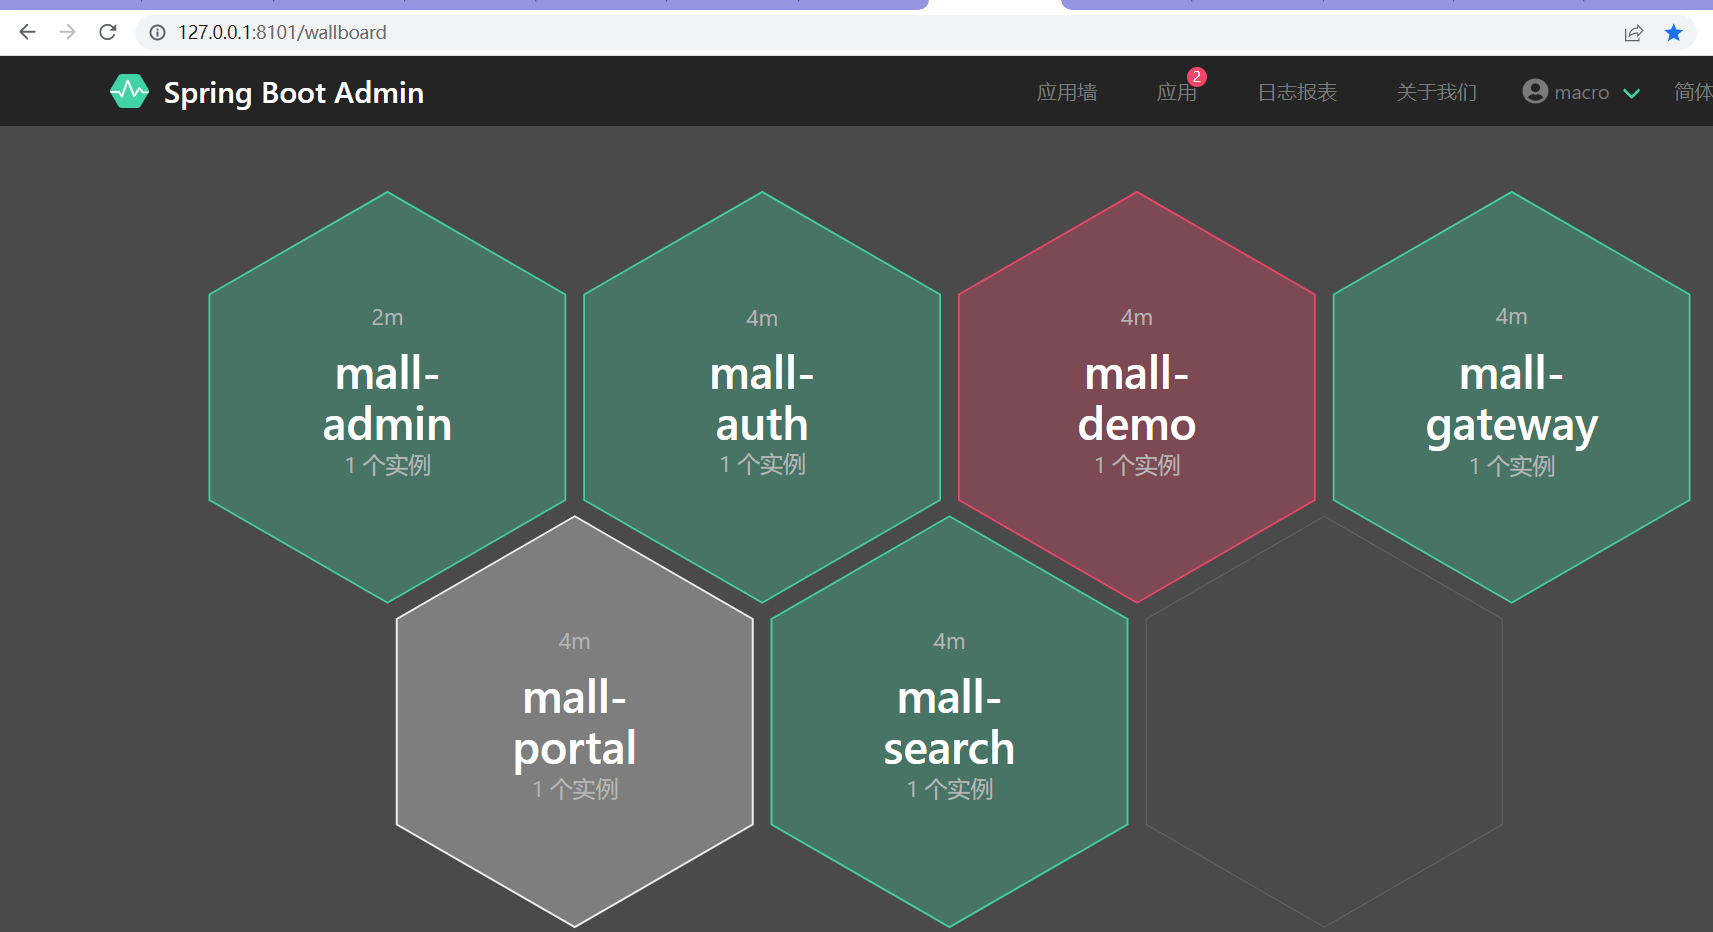 127.0.0.1:8101/wallboard
Spring Boot Admin
应用墙
应用
2
日志报表
关于我们
macro
简体
2m
mall-
admin
1 个实例
4m
mall-
auth
1 个实例
4m
mall-
demo
1 个实例
4m
mall-
gateway
1 个实例
4m
mall-
portal
1 个实例
4m
mall-
search
1 个实例